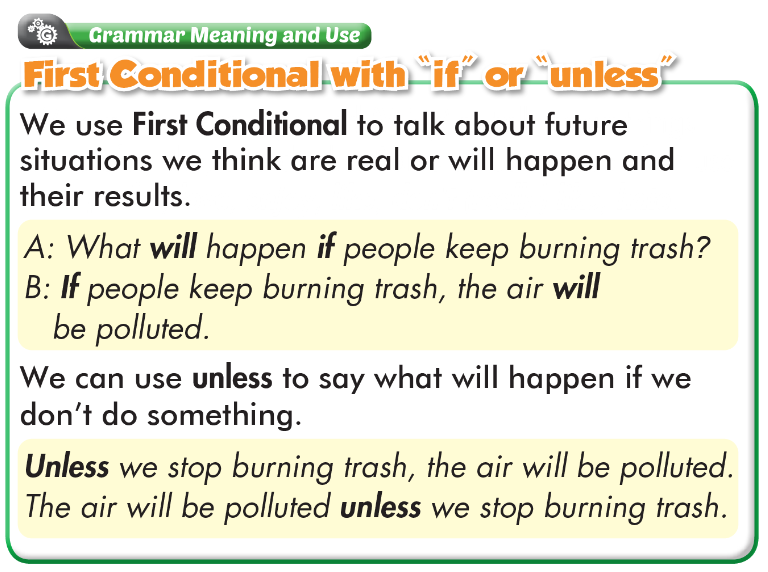 Grammar Meaning and Use
First Conditional with "if" or "unless"
We use First Conditional to talk about future
situations we think are real or will happen and
their results.
A: What will happen if people keep burning trash?
B: If people keep burning trash, the air will
be polluted.
We can use unless to say what will happen if we
don't do something.
Unless we stop burning trash, the air will be polluted.
The air will be polluted unless we stop burning trash.